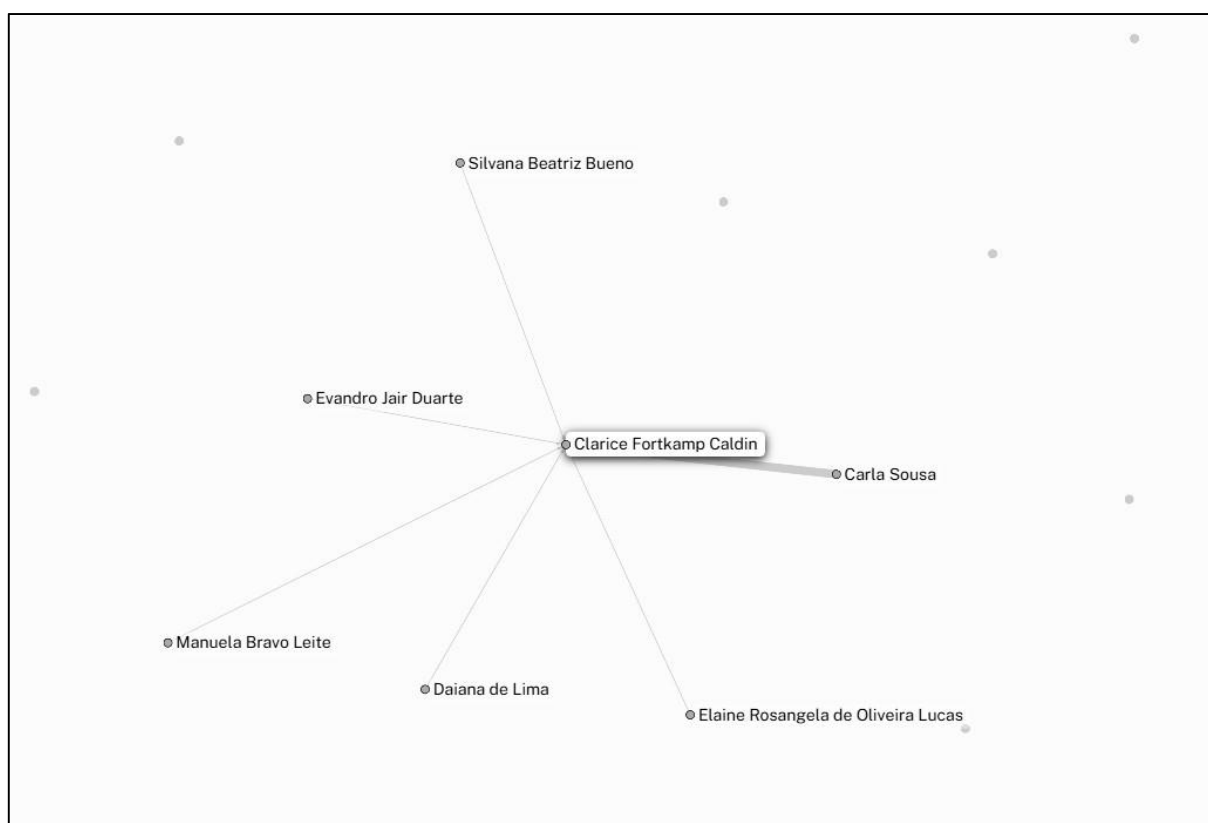 Silvana Beatriz Bueno
Evandro Jair Duarte
Clarice Fortkamp Caldin
Carla Sousa
Manuela Bravo Leite
Daiana de Lima
Elaine Rosangela de Oliveira Lucas